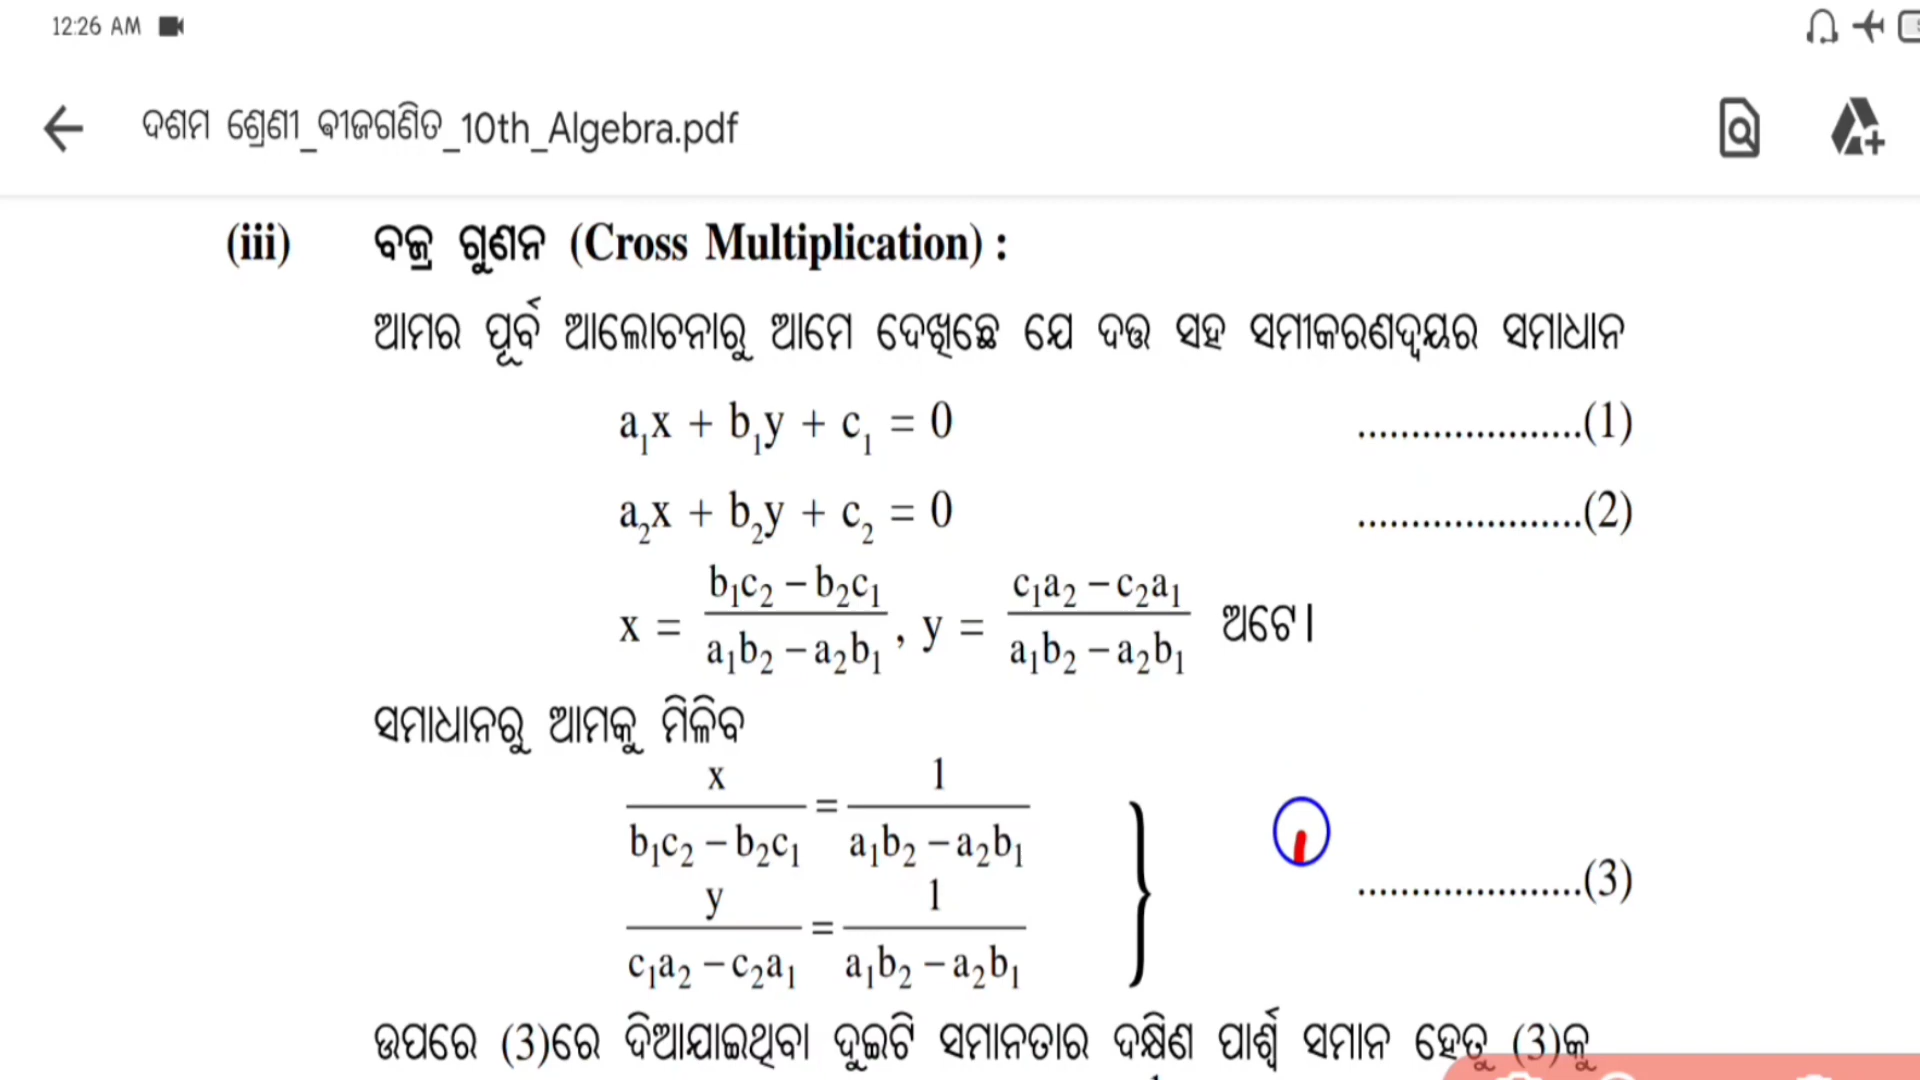 12:26 AM
ଦଶମ ଶ୍ରେଣୀ_ଵୀଜଗଣିତ_10th_Algebra.pdf
(iii) ବଜ୍ର ଗୁଣନ (Cross Multiplication) :
ଆମର ପୂର୍ବ ଆଲୋଚନାରୁ ଆମେ ଦେଖିଛେ ଯେ ଦତ୍ତ ସହ ସମୀକରଣଦ୍ୱୟର ସମାଧାନ
a₁x + b₁y + c₁ = 0 .....................(1)
a₂x + b₂y + c₂ = 0 .....................(2)
x = (b₁c₂ − b₂c₁)/(a₁b₂ − a₂b₁), y = (c₁a₂ − c₂a₁)/(a₁b₂ − a₂b₁) ଅଟେ।
ସମାଧାନରୁ ଆମକୁ ମିଳିବ
x/(b₁c₂ − b₂c₁) = 1/(a₁b₂ − a₂b₁)
y/(c₁a₂ − c₂a₁) = 1/(a₁b₂ − a₂b₁) } .....................(3)
ଉପରେ (3)ରେ ଦିଆଯାଇଥିବା ଦୁଇଟି ସମାନତାର ଦକ୍ଷିଣ ପାର୍ଶ୍ୱ ସମାନ ହେତୁ (3)କୁ